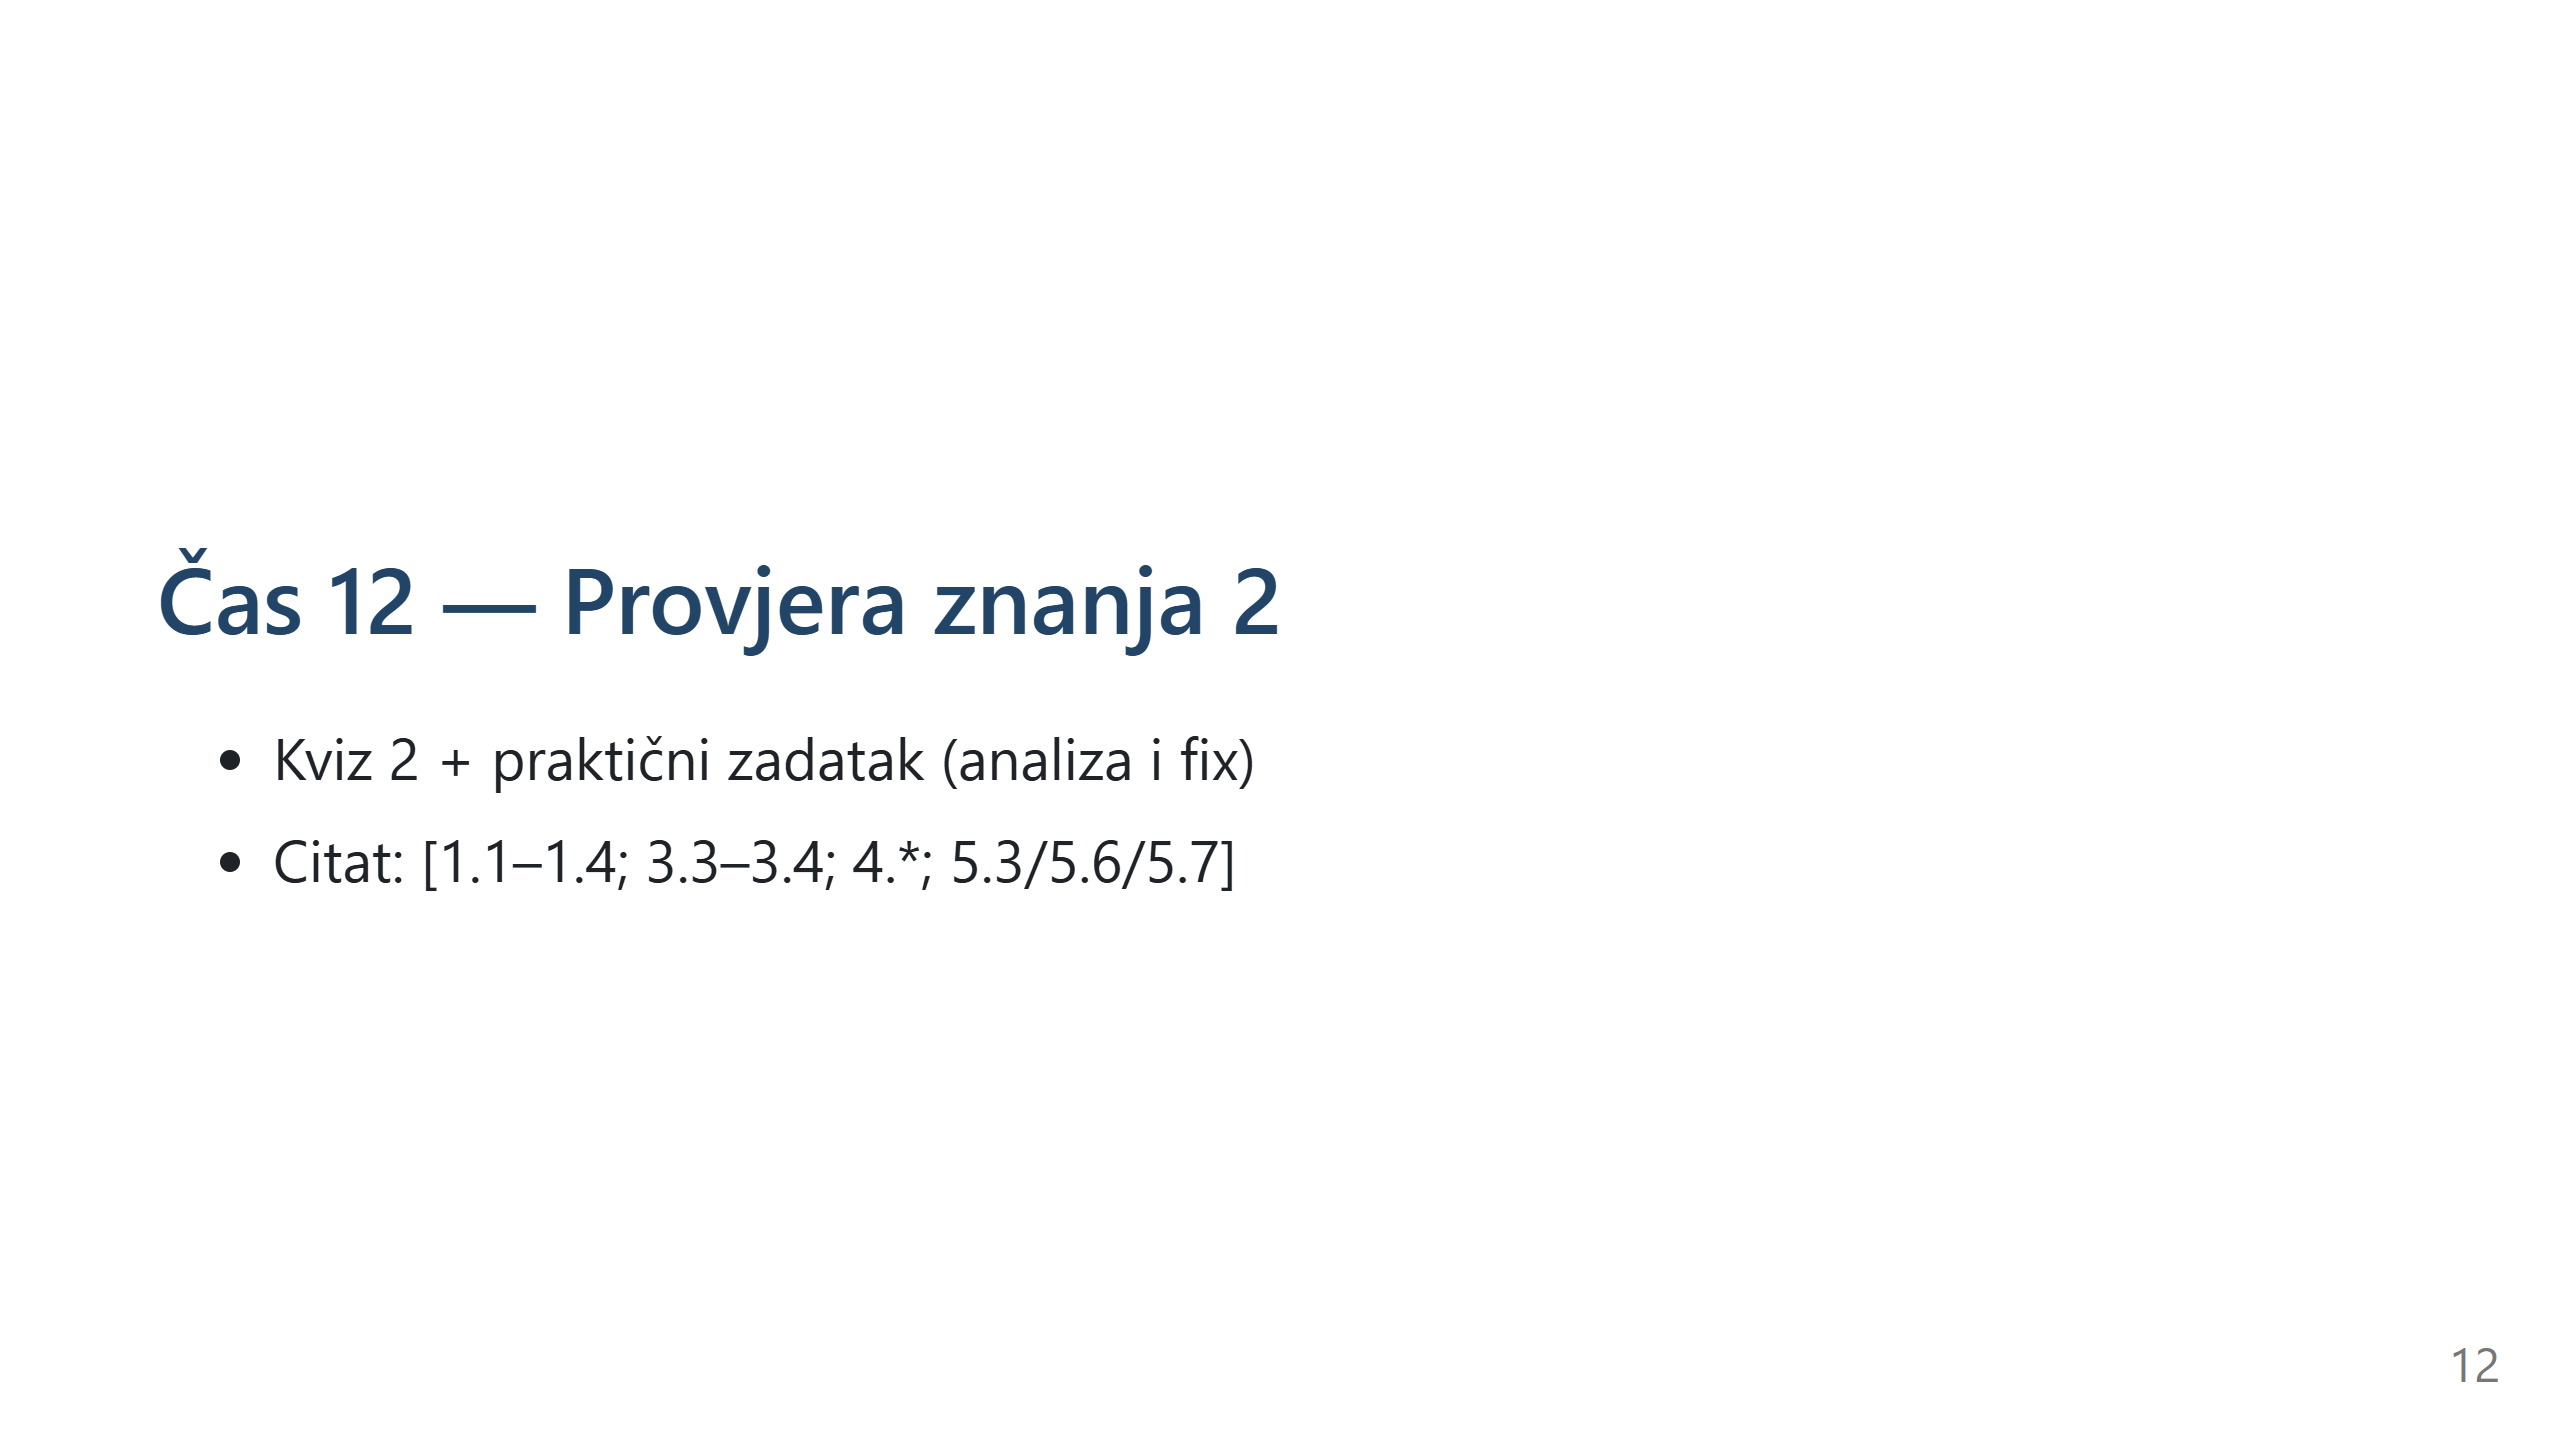 Čas 12 — Provjera znanja 2
• Kviz 2 + praktični zadatak (analiza i fix)
• Citat: [1.1–1.4; 3.3–3.4; 4.*; 5.3/5.6/5.7]
12